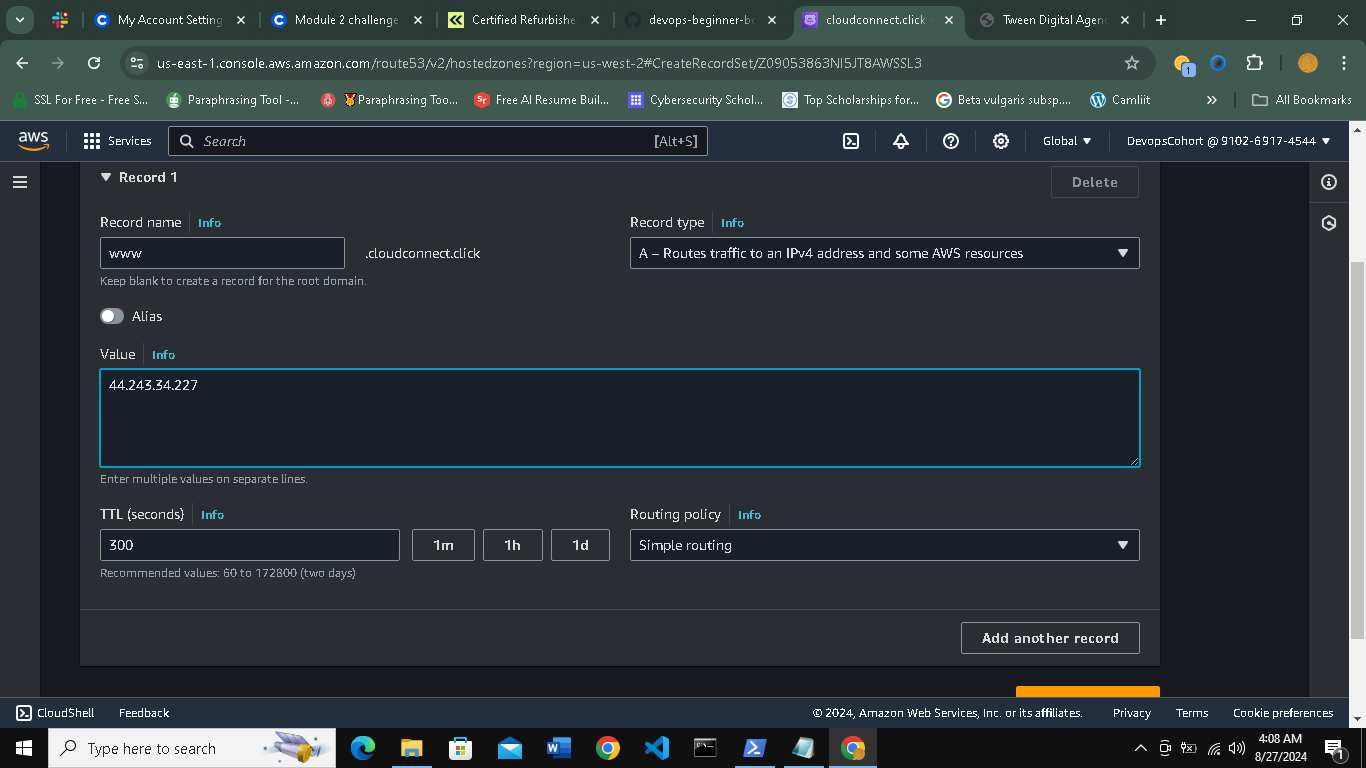 My Account Setting
Module 2 challenge
Certified Refurbishe
devops-beginner-bo
cloudconnect.click -
Tween Digital Agen
us-east-1.console.aws.amazon.com/route53/v2/hostedzones?region=us-west-2#CreateRecordSet/Z09053863NI5JT8AWSSL3
1
SSL For Free - Free S...
Paraphrasing Tool -...
Paraphrasing Too...
Free AI Resume Buil...
Cybersecurity Schol...
Top Scholarships for...
Beta vulgaris subsp....
Camliit
»
All Bookmarks
aws
Services
Search
[Alt+S]
Global
DevopsCohort @ 9102-6917-4544
Record 1
Delete
Record name
Info
Record type
Info
www
.cloudconnect.click
A – Routes traffic to an IPv4 address and some AWS resources
Keep blank to create a record for the root domain.
Alias
Value
Info
44.243.34.227
Enter multiple values on separate lines.
TTL (seconds)
Info
Routing policy
Info
300
1m
1h
1d
Simple routing
Recommended values: 60 to 172800 (two days)
Add another record
CloudShell
Feedback
© 2024, Amazon Web Services, Inc. or its affiliates.
Privacy
Terms
Cookie preferences
Type here to search
4:08 AM
8/27/2024
1